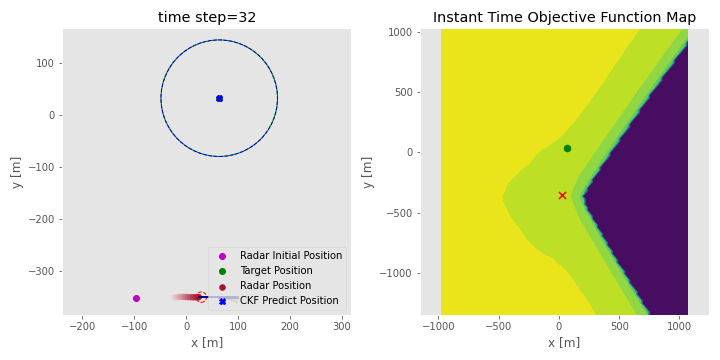 time step=32
y [m]
100
0
−100
−200
−300
−200
−100
0
100
200
300
x [m]
Radar Initial Position
Target Position
Radar Position
CKF Predict Position
Instant Time Objective Function Map
y [m]
1000
500
0
−500
−1000
−1000
−500
0
500
1000
x [m]